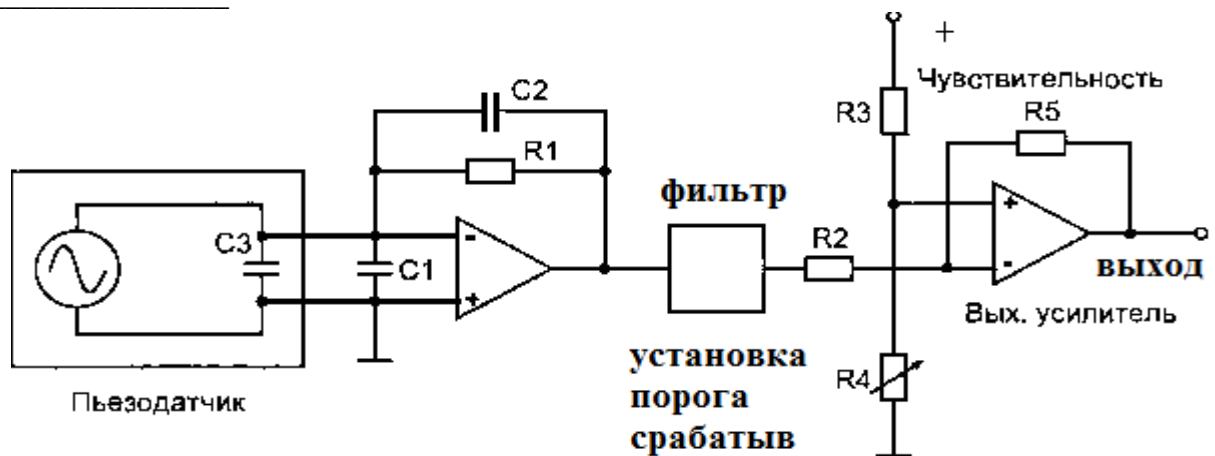 +
Чувствительность
C2
R3
R5
R1
фильтр
+
C3
-
R2
C1
-
+
выход
Вых. усилитель
установка
порога
срабатыв
R4
Пьезодатчик